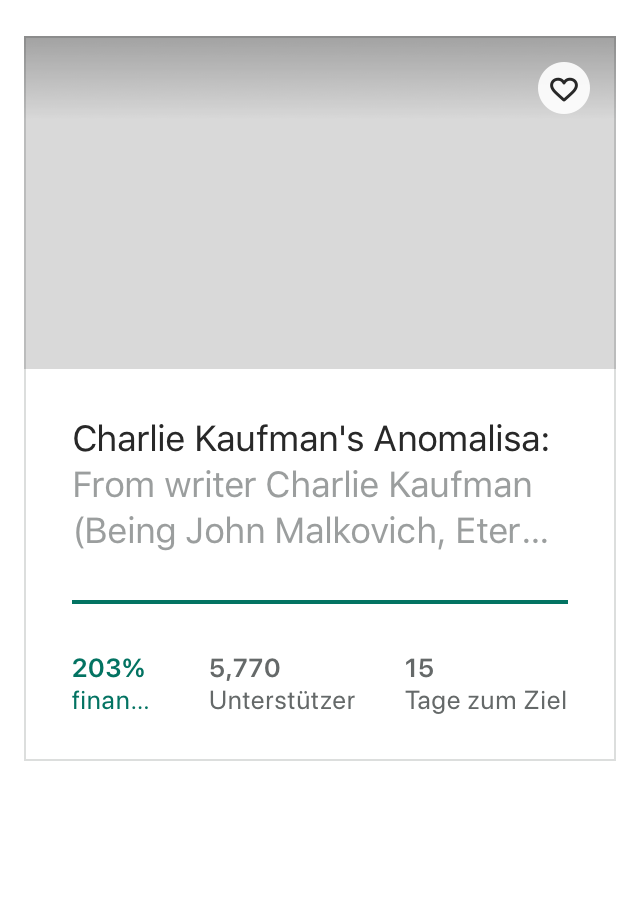 Charlie Kaufman's Anomalisa:
From writer Charlie Kaufman
(Being John Malkovich, Eter...
203%
finan...
5,770
Unterstützer
15
Tage zum Ziel